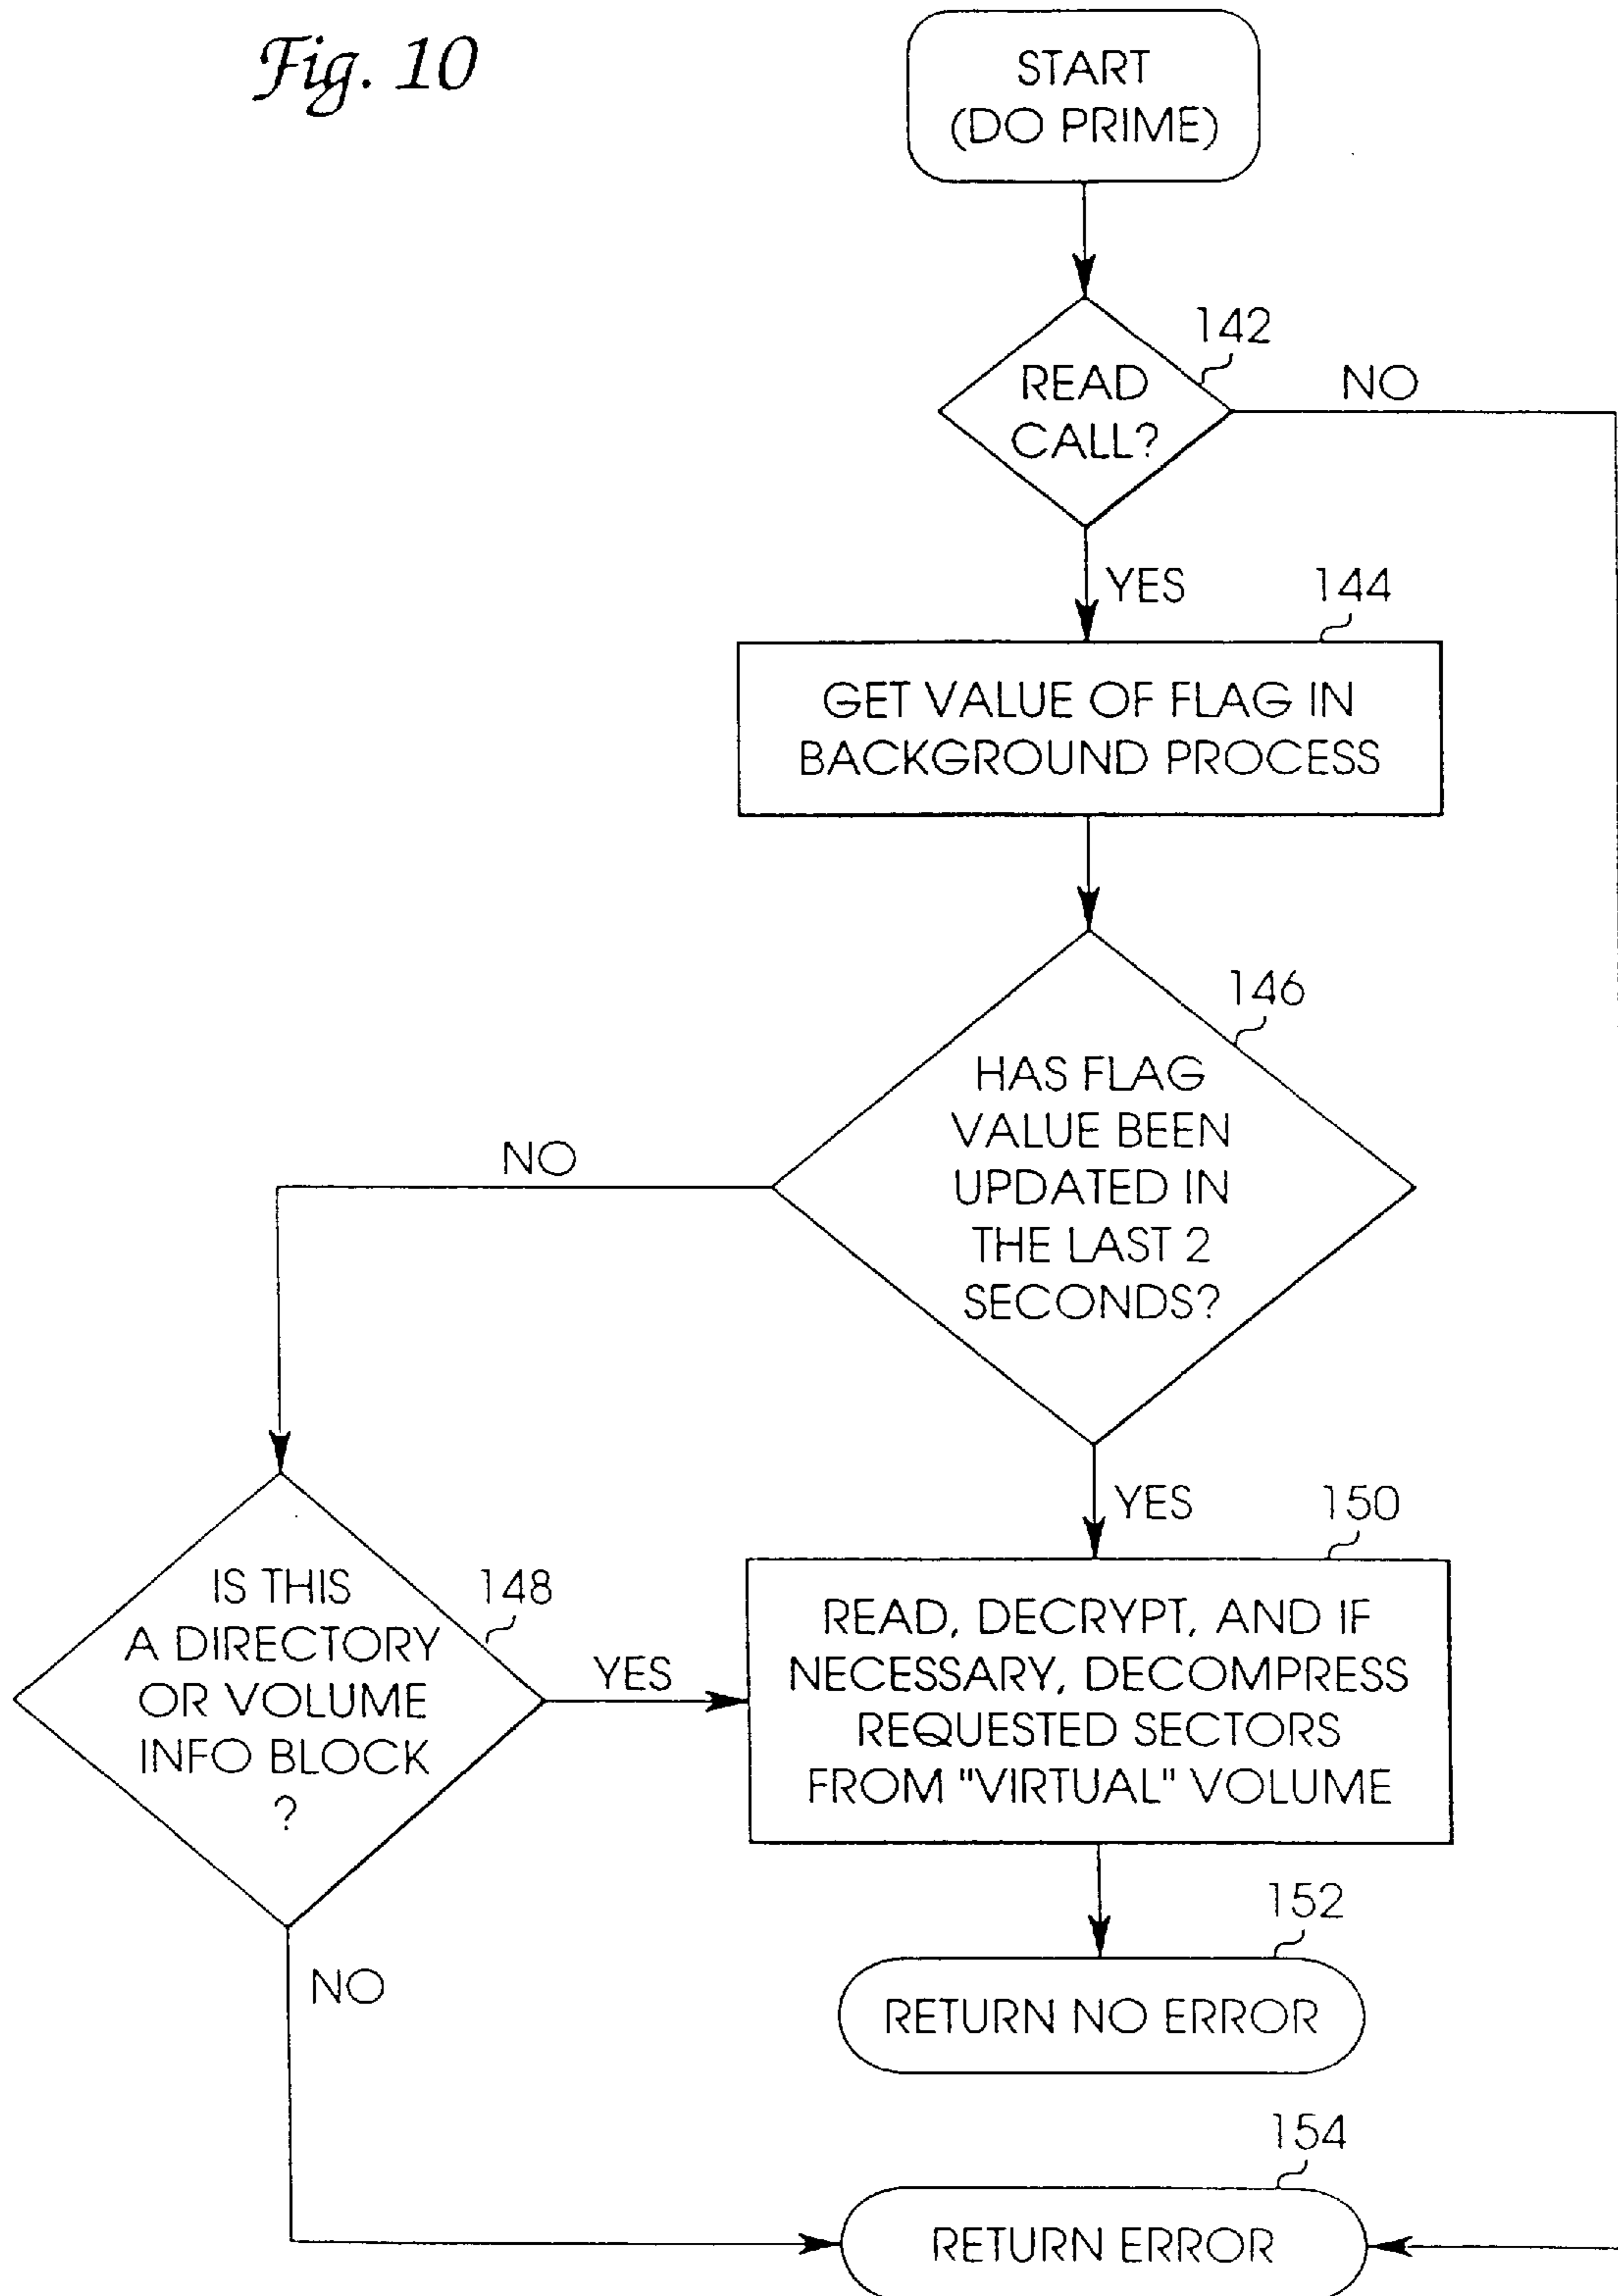 Fig. 10
START
(DO PRIME)
142
READ
CALL?
NO
YES
144
GET VALUE OF FLAG IN
BACKGROUND PROCESS
146
HAS FLAG
VALUE BEEN
UPDATED IN
THE LAST 2
SECONDS?
NO
YES
148
IS THIS
A DIRECTORY
OR VOLUME
INFO BLOCK
?
YES
NO
150
READ, DECRYPT, AND IF
NECESSARY, DECOMPRESS
REQUESTED SECTORS
FROM "VIRTUAL" VOLUME
152
RETURN NO ERROR
154
RETURN ERROR